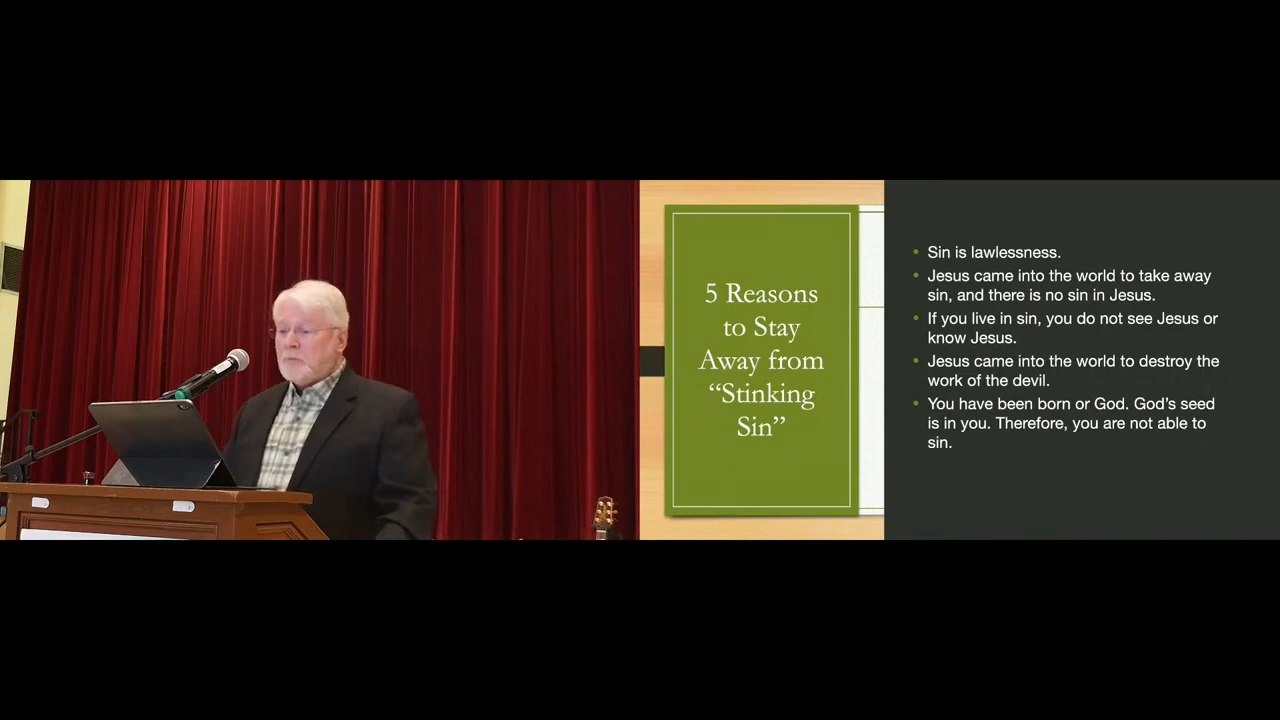 5 Reasons
to Stay
Away from
“Stinking
Sin”
• Sin is lawlessness.
• Jesus came into the world to take away
sin, and there is no sin in Jesus.
• If you live in sin, you do not see Jesus or
know Jesus.
• Jesus came into the world to destroy the
work of the devil.
• You have been born or God. God’s seed
is in you. Therefore, you are not able to
sin.